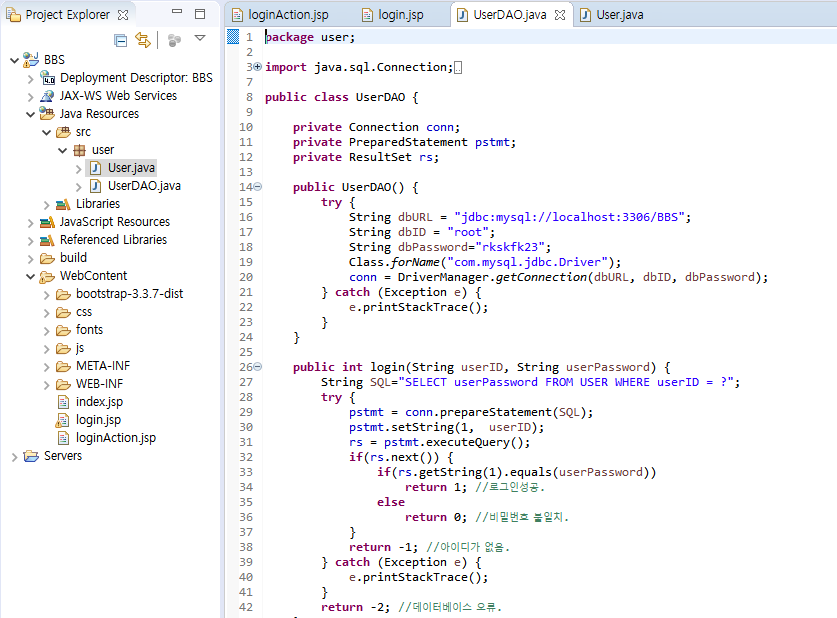 Project Explorer
BBS
Deployment Descriptor: BBS
JAX-WS Web Services
Java Resources
src
user
User.java
UserDAO.java
Libraries
JavaScript Resources
Referenced Libraries
build
WebContent
bootstrap-3.3.7-dist
css
fonts
js
META-INF
WEB-INF
index.jsp
login.jsp
loginAction.jsp
Servers
loginAction.jsp login.jsp UserDAO.java User.java
1 package user;
2
3 import java.sql.Connection;
7
8 public class UserDAO {
9
10 private Connection conn;
11 private PreparedStatement pstmt;
12 private ResultSet rs;
13
14 public UserDAO() {
15 try {
16 String dbURL = "jdbc:mysql://localhost:3306/BBS";
17 String dbID = "root";
18 String dbPassword="rkskfk23";
19 Class.forName("com.mysql.jdbc.Driver");
20 conn = DriverManager.getConnection(dbURL, dbID, dbPassword);
21 } catch (Exception e) {
22 e.printStackTrace();
23 }
24 }
25
26 public int login(String userID, String userPassword) {
27 String SQL="SELECT userPassword FROM USER WHERE userID = ?";
28 try {
29 pstmt = conn.prepareStatement(SQL);
30 pstmt.setString(1, userID);
31 rs = pstmt.executeQuery();
32 if(rs.next()) {
33 if(rs.getString(1).equals(userPassword))
34 return 1; //로그인성공.
35 else
36 return 0; //비밀번호 불일치.
37 }
38 return -1; //아이디가 없음.
39 } catch (Exception e) {
40 e.printStackTrace();
41 }
42 return -2; //데이터베이스 오류.